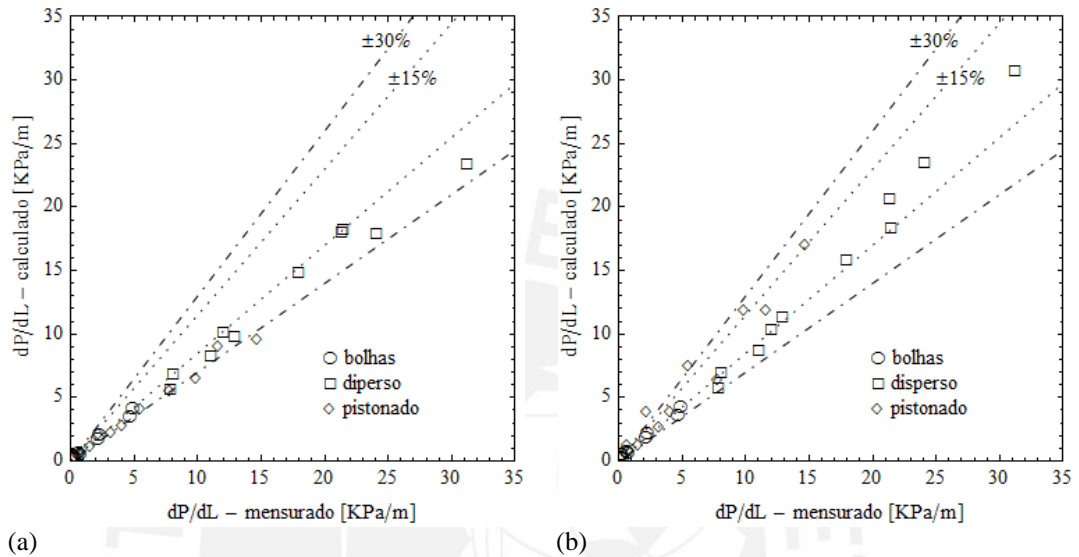 35
30
25
20
15
10
5
0
dP/dL – calculado [KPa/m]
±30%
±15%
bolhas
diperso
pistonado
0 5 10 15 20 25 30 35
dP/dL – mensurado [KPa/m]
(a)
35
30
25
20
15
10
5
0
dP/dL – calculado [KPa/m]
±30%
±15%
bolhas
disperso
pistonado
0 5 10 15 20 25 30 35
dP/dL – mensurado [KPa/m]
(b)